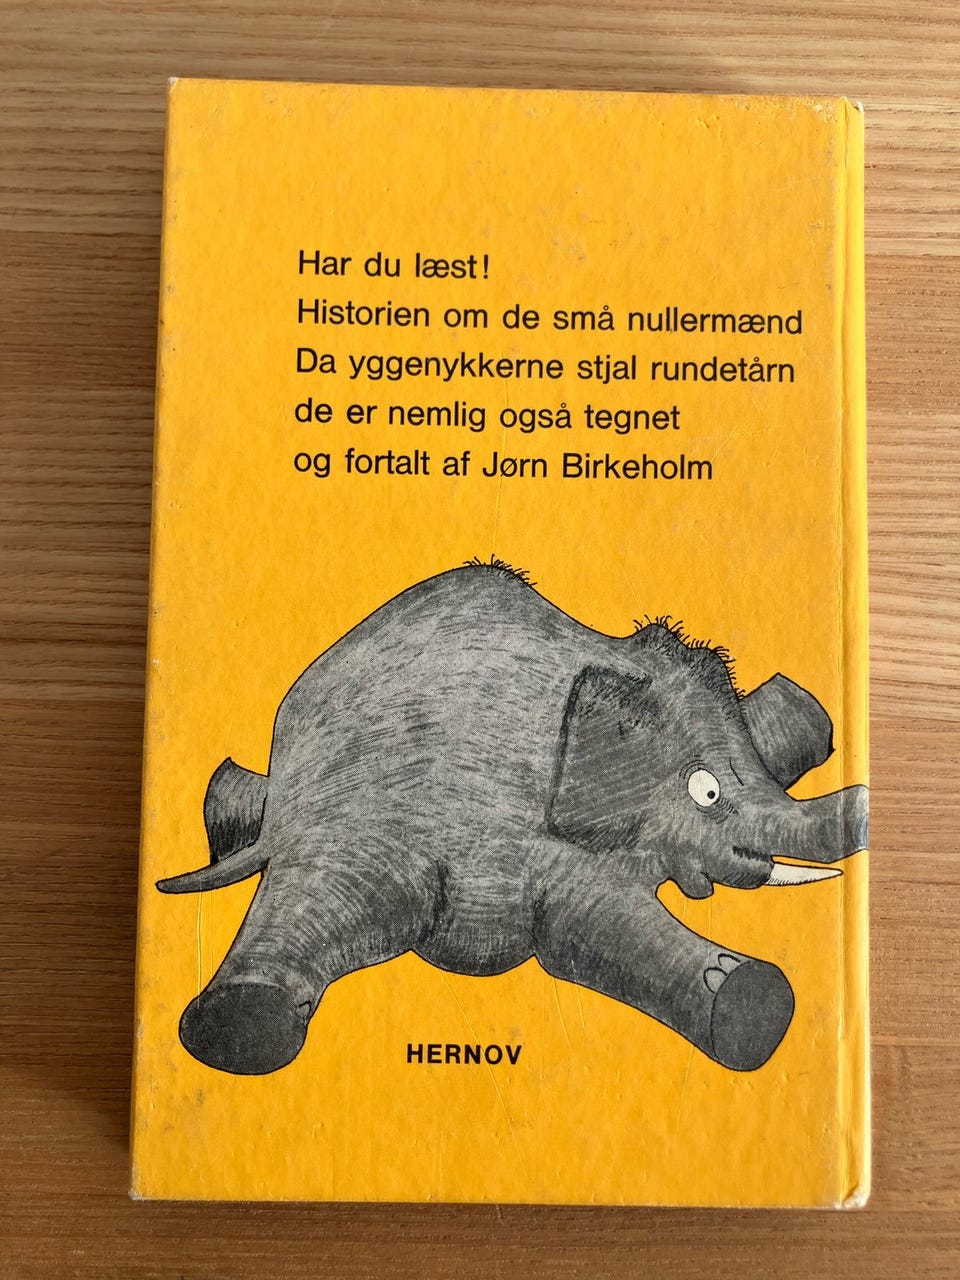 Har du læst!
Historien om de små nullermænd
Da yggenykkerne stjal rundetårn
de er nemlig også tegnet
og fortalt af Jørn Birkeholm
HERNOV